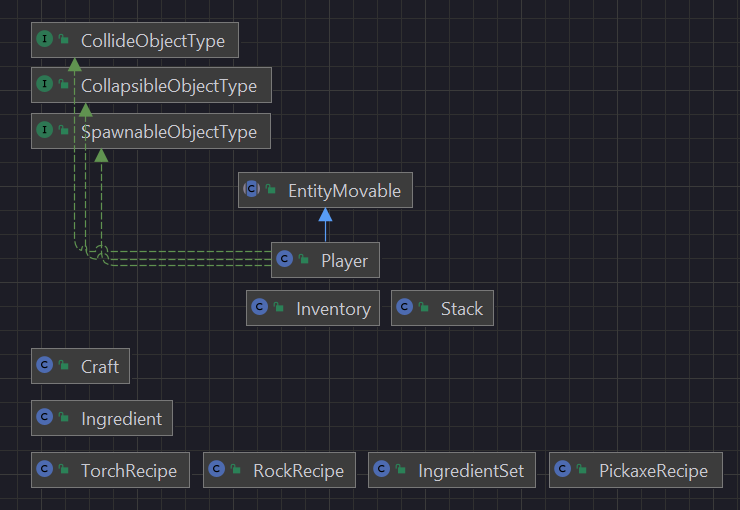 I CollideObjectType
I CollapsibleObjectType
I SpawnableObjectType
C EntityMovable
C Player
C Inventory C Stack
C Craft
C Ingredient
C TorchRecipe C RockRecipe C IngredientSet C PickaxeRecipe